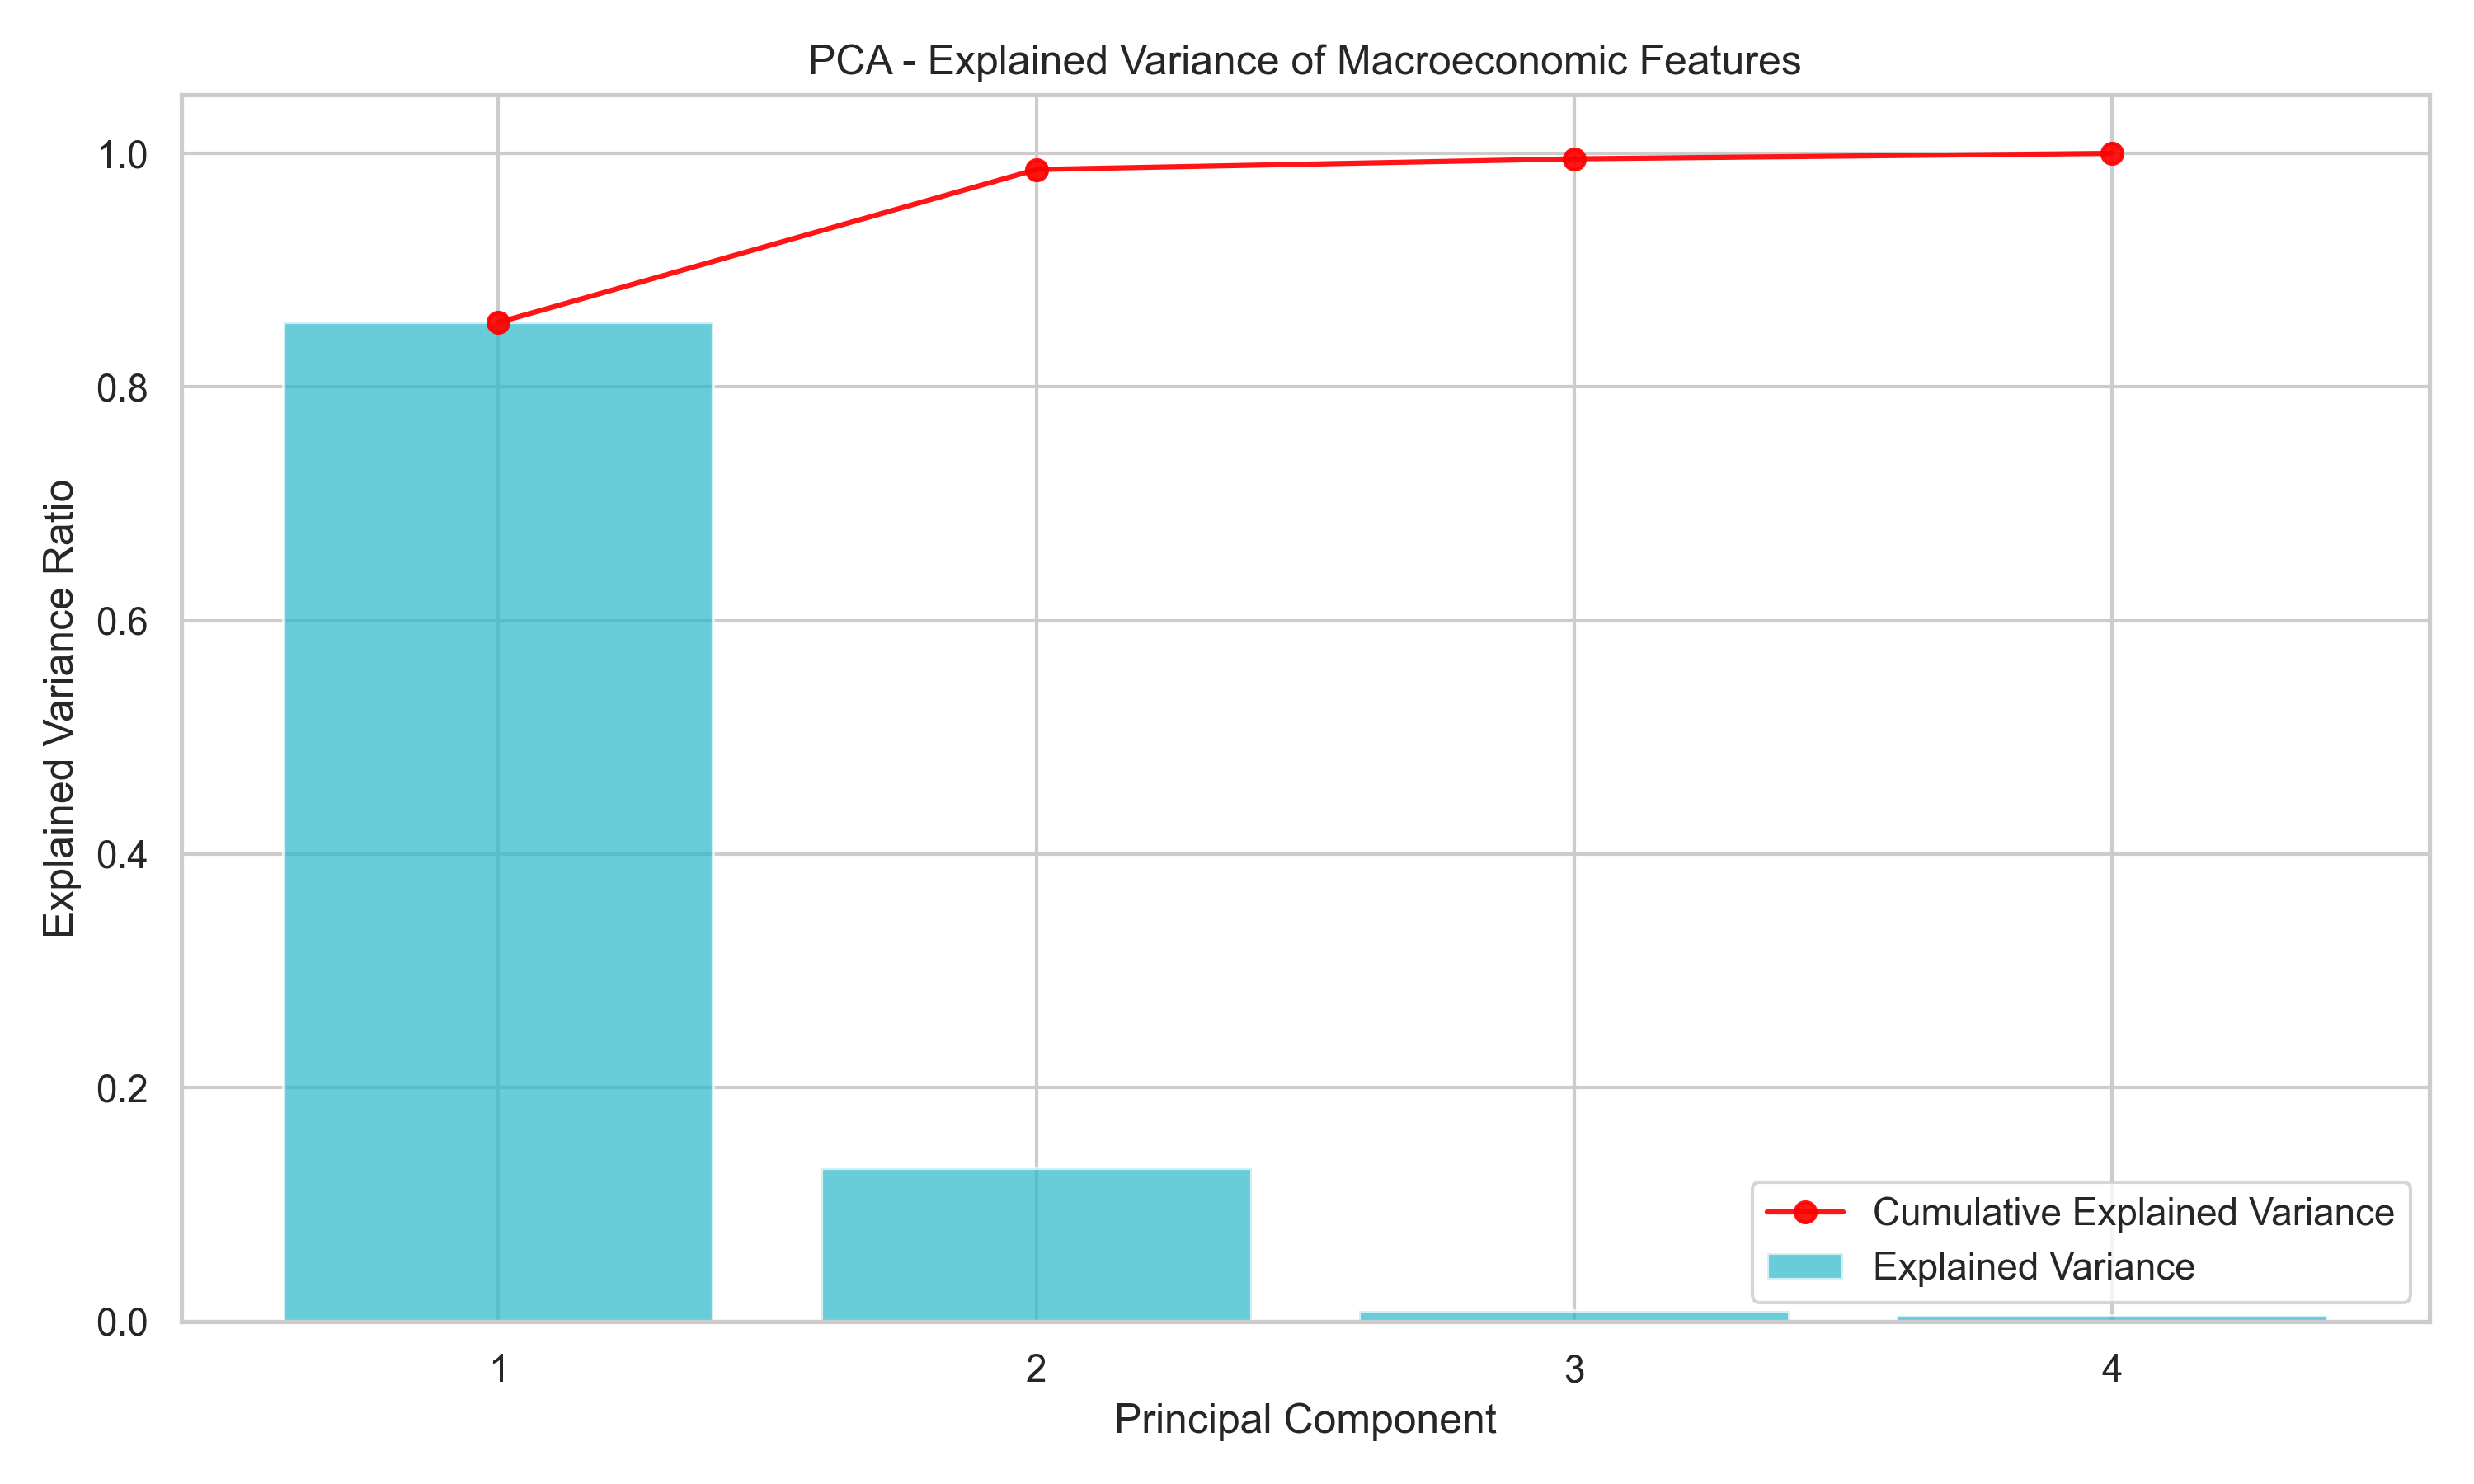 PCA - Explained Variance of Macroeconomic Features
Explained Variance Ratio
1.0
0.8
0.6
0.4
0.2
0.0
Cumulative Explained Variance
Explained Variance
1 2 3 4
Principal Component